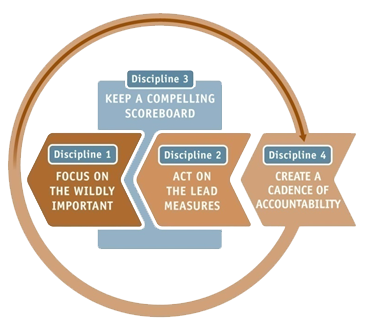 Discipline 3
KEEP A COMPELLING
SCOREBOARD
Discipline 1
FOCUS ON
THE WILDLY
IMPORTANT
Discipline 2
ACT ON
THE LEAD
MEASURES
Discipline 4
CREATE A
CADENCE OF
ACCOUNTABILITY